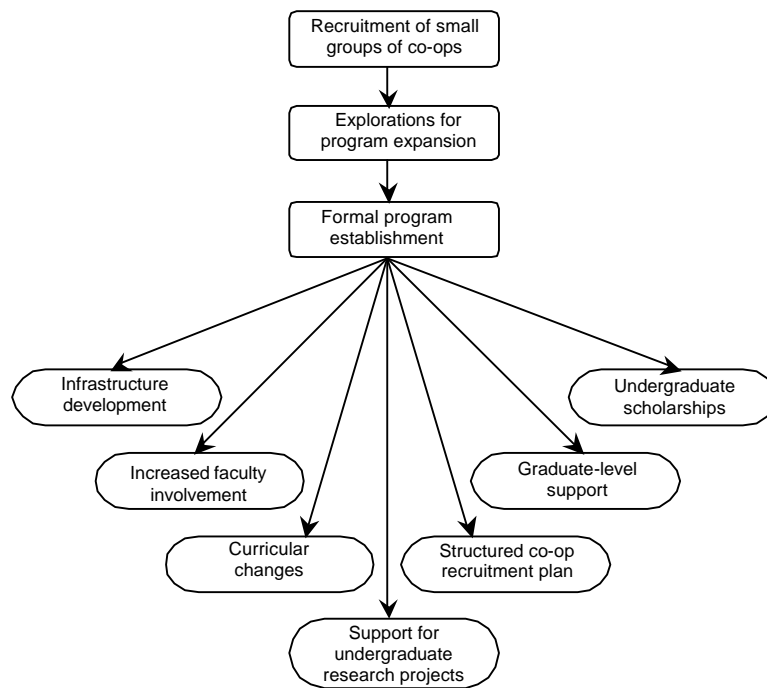 Recruitment of small
groups of co-ops
Explorations for
program expansion
Formal program
establishment
Infrastructure
development
Undergraduate
scholarships
Increased faculty
involvement
Graduate-level
support
Curricular
changes
Structured co-op
recruitment plan
Support for
undergraduate
research projects